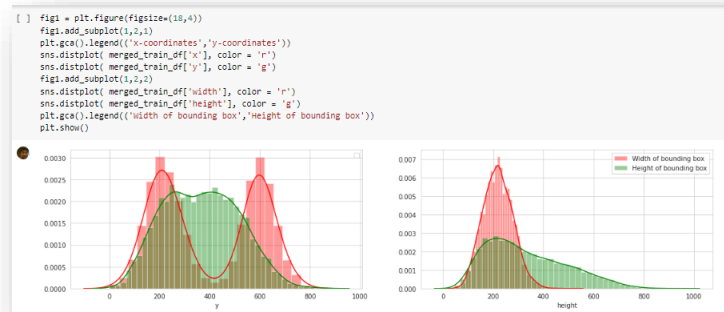 [ ] fig1 = plt.figure(figsize=(18,4))
fig1.add_subplot(1,2,1)
plt.gca().legend(('x-coordinates','y-coordinates'))
sns.distplot( merged_train_df['x'], color = 'r')
sns.distplot( merged_train_df['y'], color = 'g')
fig1.add_subplot(1,2,2)
sns.distplot( merged_train_df['width'], color = 'r')
sns.distplot( merged_train_df['height'], color = 'g')
plt.gca().legend(('Width of bounding box','Height of bounding box'))
plt.show()
0.0030
0.0025
0.0020
0.0015
0.0010
0.0005
0.0000
0 200 400 600 800 1000
y
0.007
0.006
0.005
0.004
0.003
0.002
0.001
0.000
0 200 400 600 800 1000
height
Width of bounding box
Height of bounding box